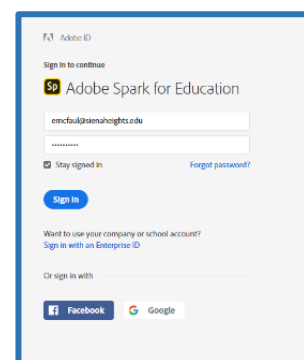 Adobe ID
Sign in to continue
Sp Adobe Spark for Education
emcfaul@sienaheights.edu
••••••••••
Stay signed in Forgot password?
Sign in
Want to use your company or school account?
Sign in with an Enterprise ID
Or sign in with
Facebook G Google